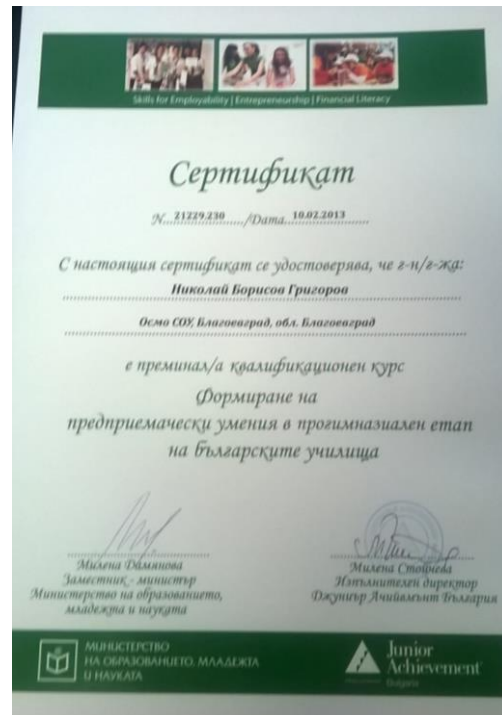 Skills for Employability | Entrepreneurship | Financial Literacy
Сертификат
N. 21229.230 /Дата 10.02.2013
С настоящия сертификат се удостоверява, че г-н/г-жа:
Николай Борисов Григоров
Осмо СОУ, Благоевград, обл. Благоевград
е преминал/а квалификационен курс
Формиране на
предприемачески умения в прогимназиален етап
на българските училища
Милена Дамянова
Заместник - министър
Министерство на образованието,
младежта и науката
Милена Стойчева
Изпълнителен директор
Джуниър Ачийвмънт България
МИНИСТЕРСТВО
НА ОБРАЗОВАНИЕТО, МЛАДЕЖТА
И НАУКАТА
Junior
Achievement
Bulgaria